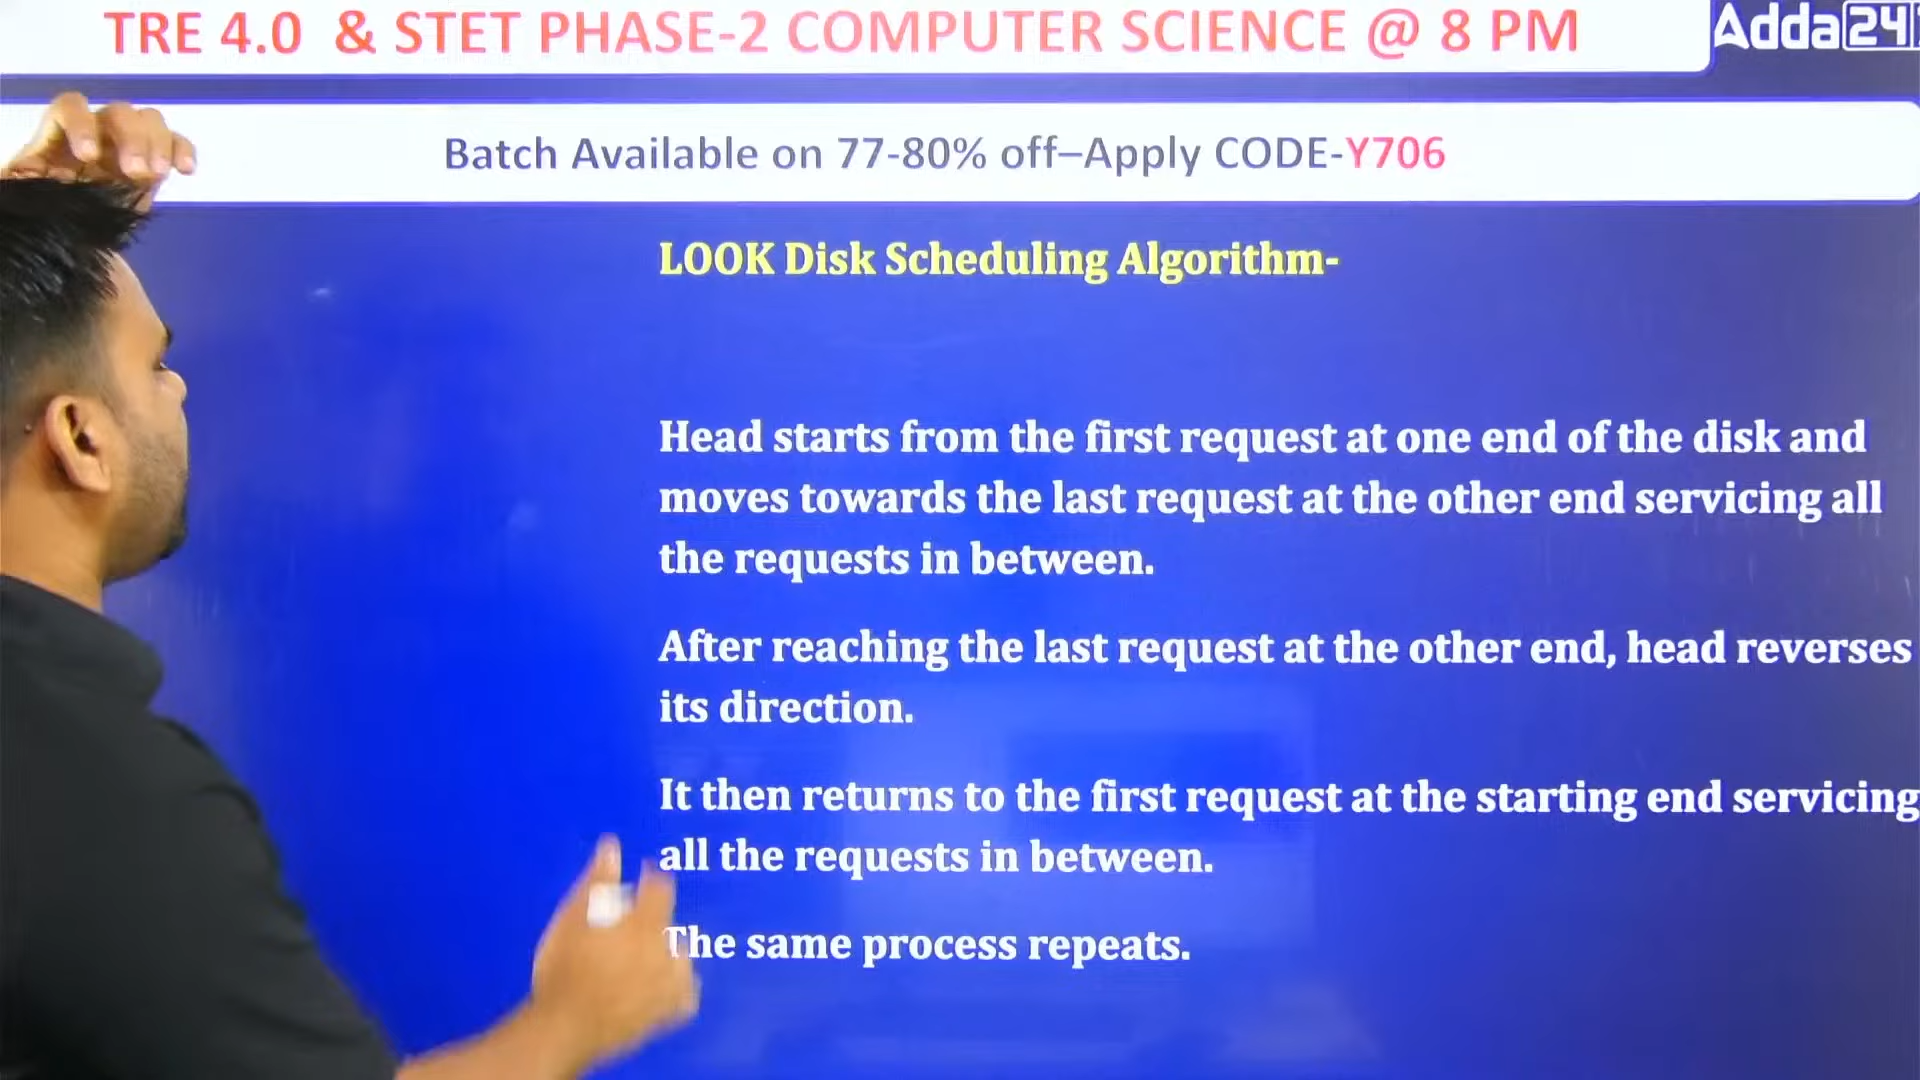 TRE 4.0 & STET PHASE-2 COMPUTER SCIENCE @ 8 PM
Adda24
Batch Available on 77-80% off–Apply CODE-Y706
LOOK Disk Scheduling Algorithm-
Head starts from the first request at one end of the disk and
moves towards the last request at the other end servicing all
the requests in between.
After reaching the last request at the other end, head reverses
its direction.
It then returns to the first request at the starting end servicing
all the requests in between.
The same process repeats.